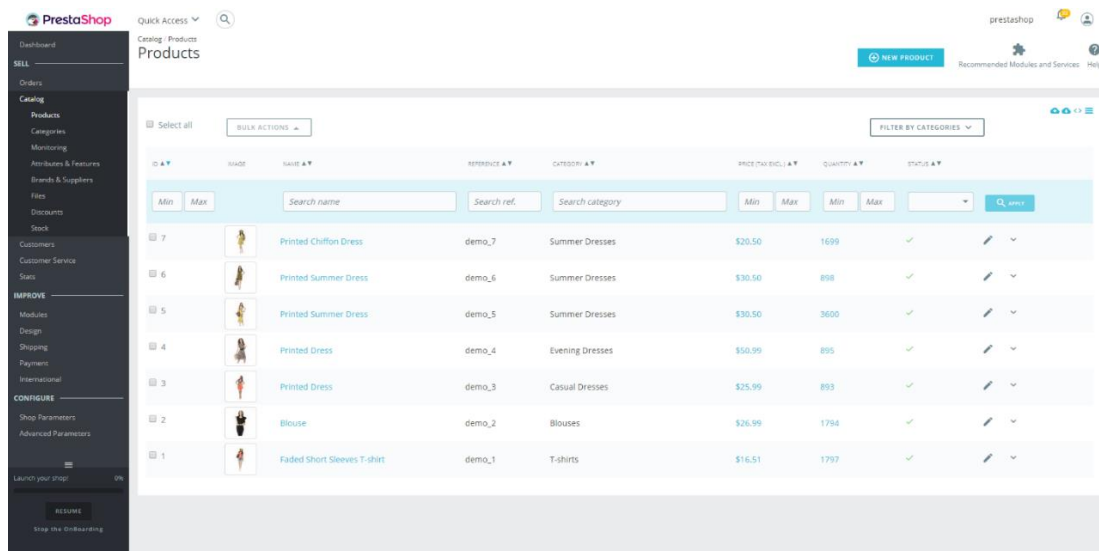 PrestaShop
Quick Access
prestashop
Catalog / Products
Products
NEW PRODUCT
Recommended Modules and Services
Help
Dashboard
SELL
Orders
Catalog
Products
Categories
Monitoring
Attributes & Features
Brands & Suppliers
Files
Discounts
Stock
Customers
Customer Service
Stats
IMPROVE
Modules
Design
Shipping
Payment
International
CONFIGURE
Shop Parameters
Advanced Parameters
Launch your shop! 0%
RESUME
Stop the OnBoarding
Select all
BULK ACTIONS
FILTER BY CATEGORIES
ID IMAGE NAME REFERENCE CATEGORY PRICE (TAX EXCL.) QUANTITY STATUS
Min Max Search name Search ref. Search category Min Max Min Max APPLY
7 Printed Chiffon Dress demo_7 Summer Dresses $20.50 1699
6 Printed Summer Dress demo_6 Summer Dresses $30.50 898
5 Printed Summer Dress demo_5 Summer Dresses $30.50 3600
4 Printed Dress demo_4 Evening Dresses $50.99 895
3 Printed Dress demo_3 Casual Dresses $25.99 893
2 Blouse demo_2 Blouses $26.99 1794
1 Faded Short Sleeves T-shirt demo_1 T-shirts $16.51 1797